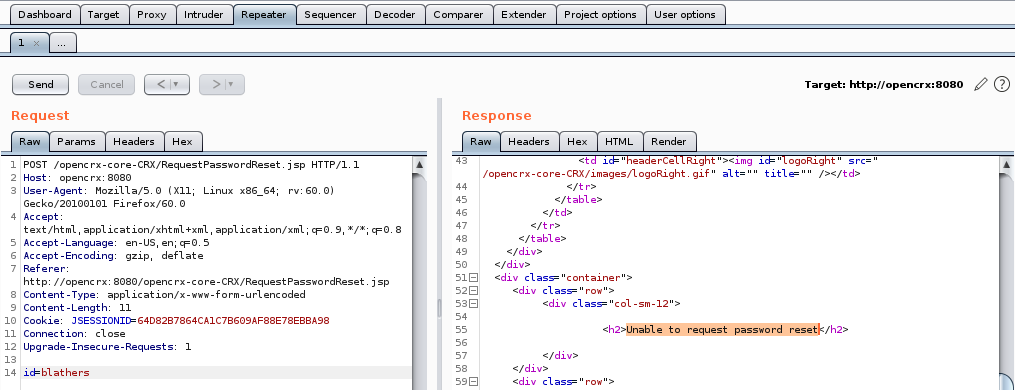 Dashboard Target Proxy Intruder Repeater Sequencer Decoder Comparer Extender Project options User options
1 × ...
Send Cancel < > Target: http://opencrx:8080 ?
Request
Raw Params Headers Hex
1 POST /opencrx-core-CRX/RequestPasswordReset.jsp HTTP/1.1
2 Host: opencrx:8080
3 User-Agent: Mozilla/5.0 (X11; Linux x86_64; rv:60.0)
Gecko/20100101 Firefox/60.0
4 Accept:
text/html,application/xhtml+xml,application/xml;q=0.9,*/*;q=0.8
5 Accept-Language: en-US,en;q=0.5
6 Accept-Encoding: gzip, deflate
7 Referer:
http://opencrx:8080/opencrx-core-CRX/RequestPasswordReset.jsp
8 Content-Type: application/x-www-form-urlencoded
9 Content-Length: 11
10 Cookie: JSESSIONID=64D82B7864CA1C7B609AF88E78EBBA98
11 Connection: close
12 Upgrade-Insecure-Requests: 1
13
14 id=blathers
Response
Raw Headers Hex HTML Render
43 <td id="headerCellRight"><img id="logoRight" src="
/opencrx-core-CRX/images/logoRight.gif" alt="" title="" /></td>
44 </tr>
45 </table>
46 </td>
47 </tr>
48 </table>
49 </div>
50 </div>
51 <div class="container">
52 <div class="row">
53 <div class="col-sm-12">
54
55 <h2>Unable to request password reset</h2>
56
57 </div>
58 </div>
59 <div class="row">